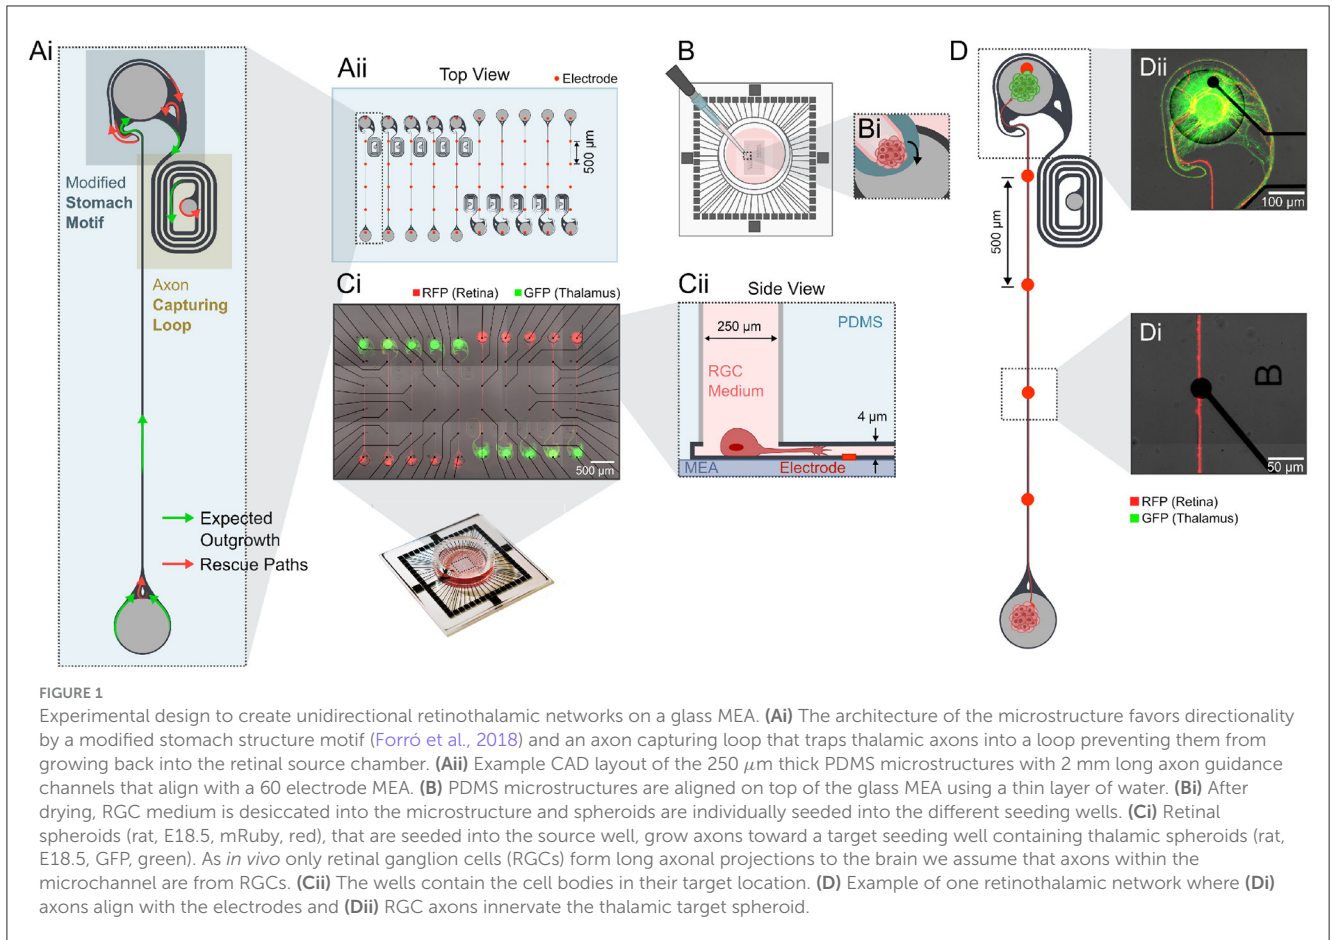 Ai
Modified
Stomach
Motif
Axon
Capturing
Loop
Expected
Outgrowth
Rescue Paths
Aii
Top View
Electrode
500 µm
B
Bi
Ci
RFP (Retina)
GFP (Thalamus)
500 µm
Cii
Side View
250 µm
PDMS
RGC
Medium
4 µm
MEA
Electrode
D
500 µm
Dii
100 µm
Di
B
50 µm
RFP (Retina)
GFP (Thalamus)
FIGURE 1
Experimental design to create unidirectional retinothalamic networks on a glass MEA. (Ai) The architecture of the microstructure favors directionality
by a modified stomach structure motif (Forró et al., 2018) and an axon capturing loop that traps thalamic axons into a loop preventing them from
growing back into the retinal source chamber. (Aii) Example CAD layout of the 250 µm thick PDMS microstructures with 2 mm long axon guidance
channels that align with a 60 electrode MEA. (B) PDMS microstructures are aligned on top of the glass MEA using a thin layer of water. (Bi) After
drying, RGC medium is desiccated into the microstructure and spheroids are individually seeded into the different seeding wells. (Ci) Retinal
spheroids (rat, E18.5, mRuby, red), that are seeded into the source well, grow axons toward a target seeding well containing thalamic spheroids (rat,
E18.5, GFP, green). As in vivo only retinal ganglion cells (RGCs) form long axonal projections to the brain we assume that axons within the
microchannel are from RGCs. (Cii) The wells contain the cell bodies in their target location. (D) Example of one retinothalamic network where (Di)
axons align with the electrodes and (Dii) RGC axons innervate the thalamic target spheroid.